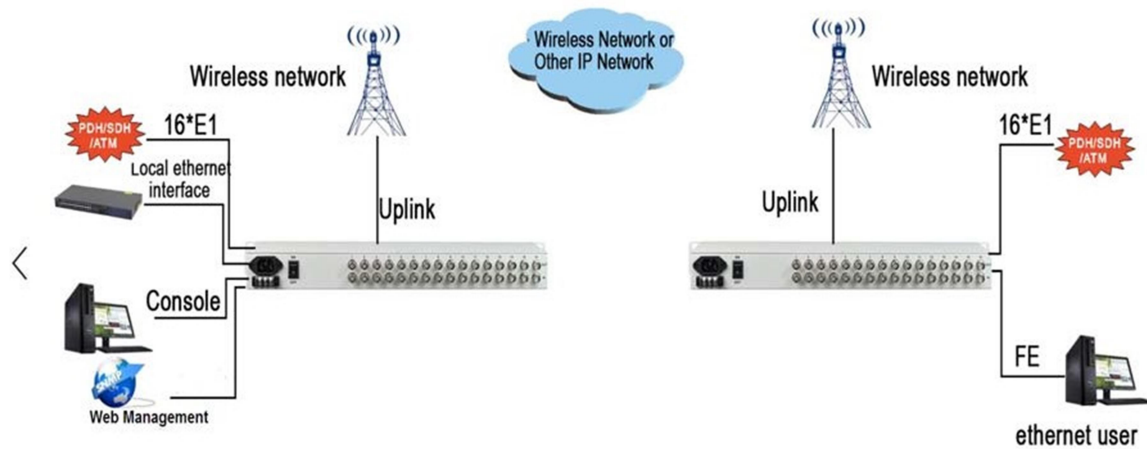 Wireless Network or
Other IP Network
Wireless network
Wireless network
16*E1
PDH/SDH
/ATM
Local ethernet
interface
Uplink
Console
SNMP
Web Management
16*E1
PDH/SDH
/ATM
Uplink
FE
ethernet user